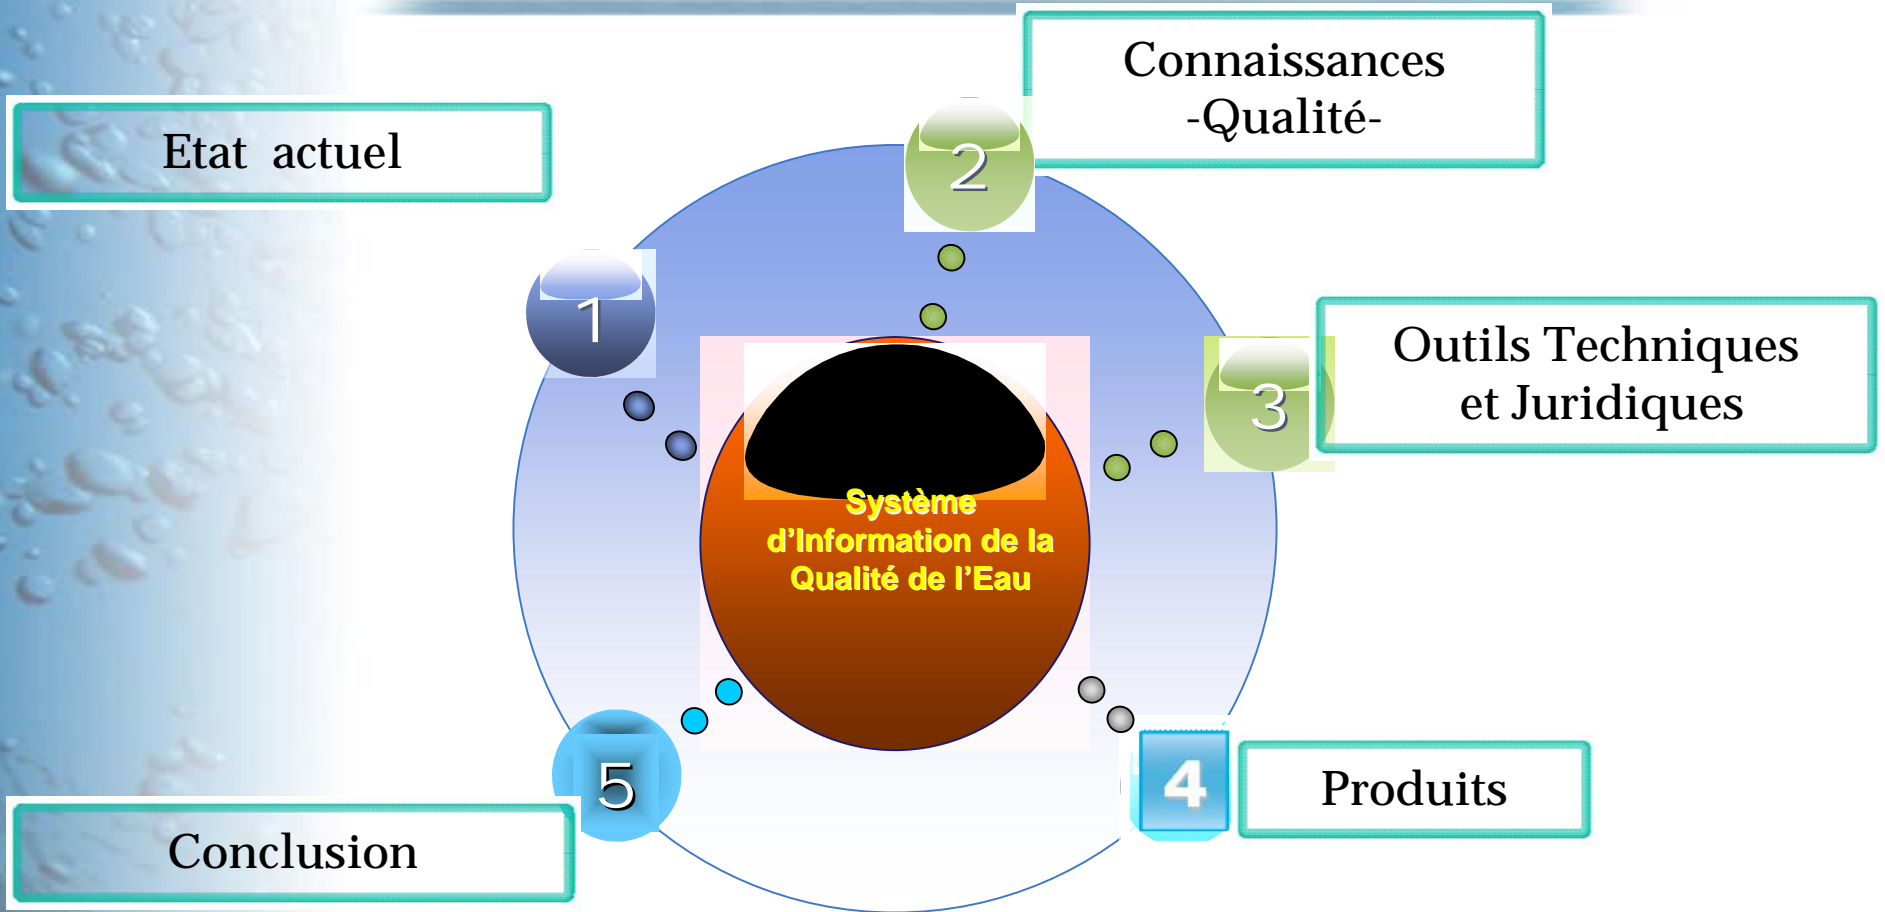 Etat actuel
1
Connaissances
-Qualité-
2
Outils Techniques
et Juridiques
3
Système
d’Information de la
Qualité de l’Eau
4
Produits
5
Conclusion